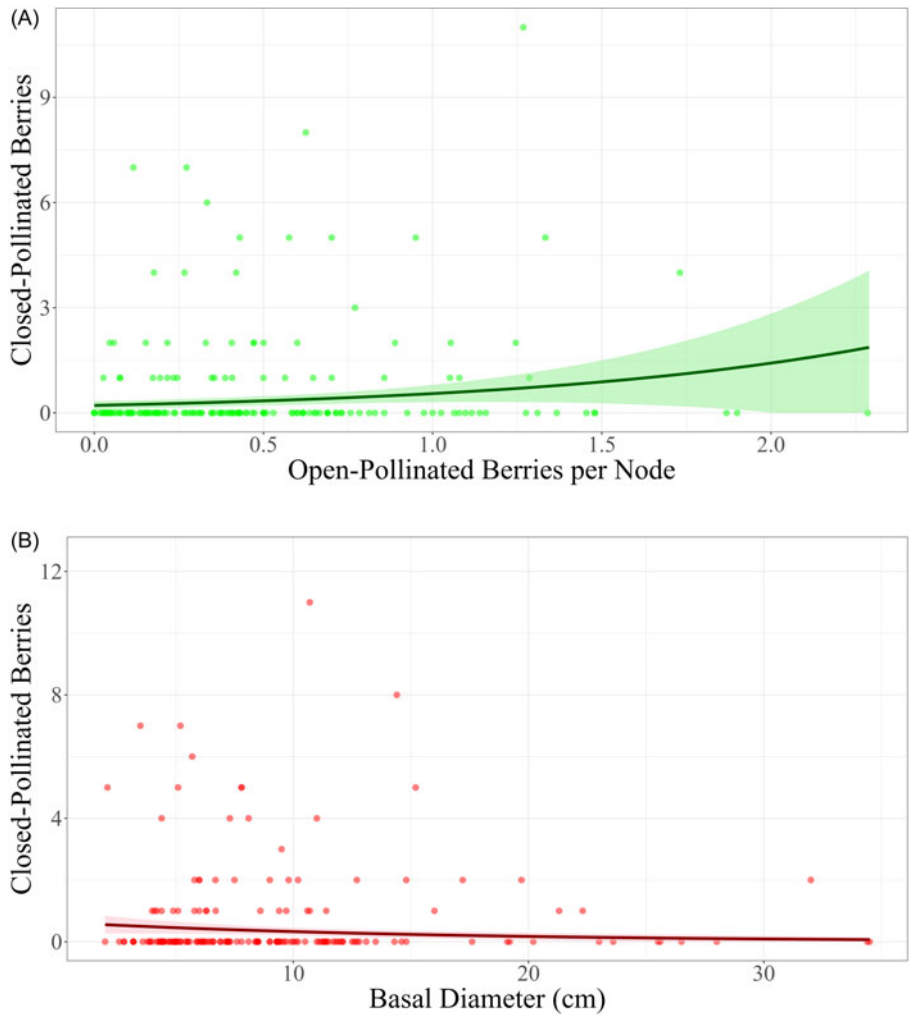 (A)
Closed-Pollinated Berries
9
6
3
0
0.0 0.5 1.0 1.5 2.0
Open-Pollinated Berries per Node
(B)
Closed-Pollinated Berries
12
8
4
0
10 20 30
Basal Diameter (cm)